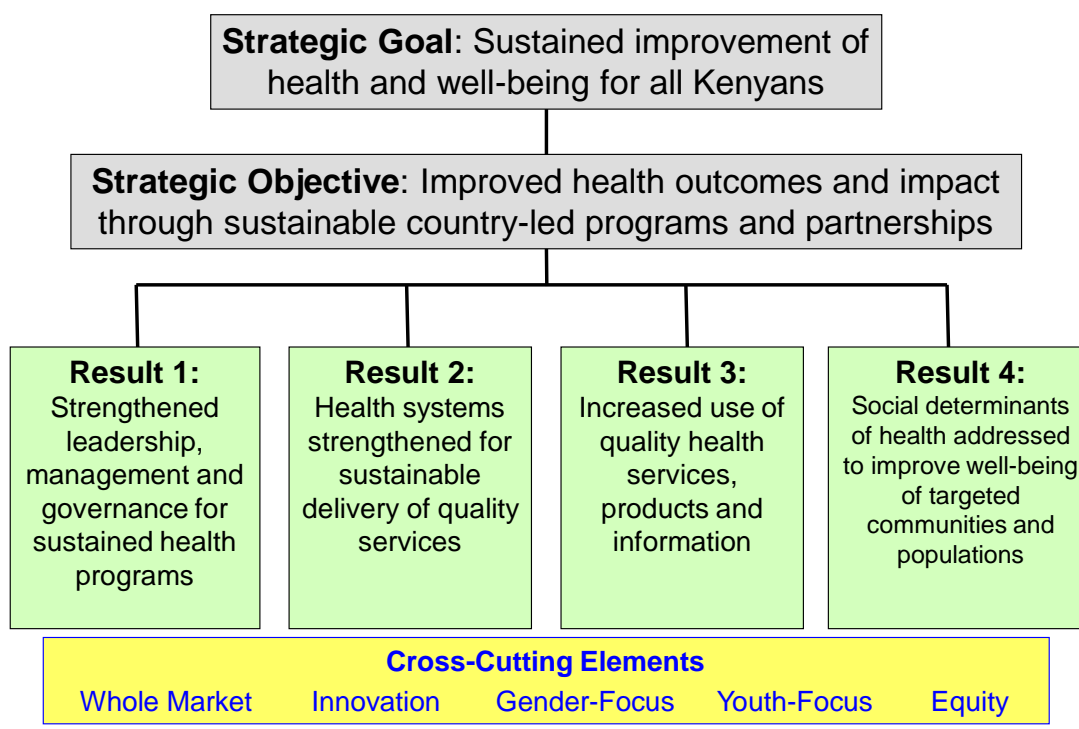 Strategic Goal: Sustained improvement of
health and well-being for all Kenyans
Strategic Objective: Improved health outcomes and impact
through sustainable country-led programs and partnerships
Result 1:
Strengthened
leadership,
management and
governance for
sustained health
programs
Result 2:
Health systems
strengthened for
sustainable
delivery of quality
services
Result 3:
Increased use of
quality health
services,
products and
information
Result 4:
Social determinants
of health addressed
to improve well-being
of targeted
communities and
populations
Cross-Cutting Elements
Whole Market Innovation Gender-Focus Youth-Focus Equity